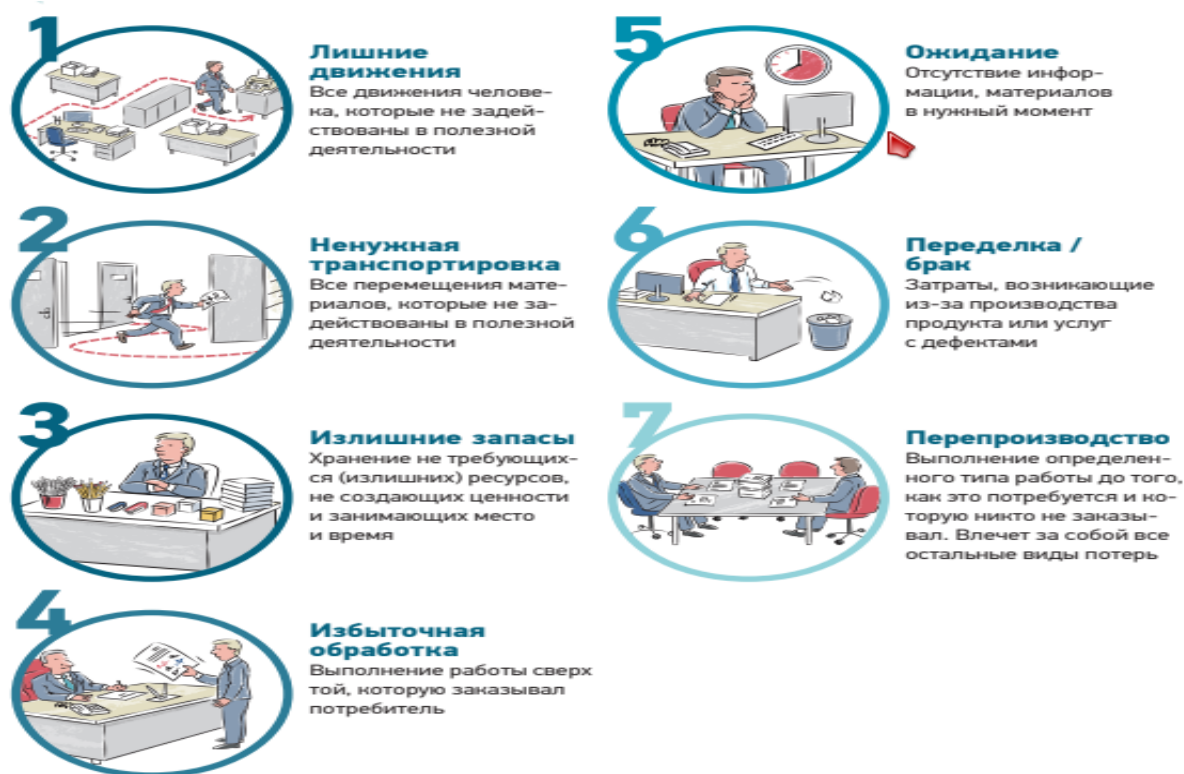 1
Лишние
движения
Все движения челове-
ка, которые не задей-
ствованы в полезной
деятельности
2
Ненужная
транспортировка
Все перемещения мате-
риалов, которые не за-
действованы в полезной
деятельности
3
Излишние запасы
Хранение не требующих-
ся (излишних) ресурсов,
не создающих ценности
и занимающих место
и время
4
Избыточная
обработка
Выполнение работы сверх
той, которую заказывал
потребитель
5
Ожидание
Отсутствие инфор-
мации, материалов
в нужный момент
6
Переделка /
брак
Затраты, возникающие
из-за производства
продукта или услуг
с дефектами
7
Перепроизводство
Выполнение определен-
ного типа работы до того,
как это потребуется и ко-
торую никто не заказы-
вал. Влечет за собой все
остальные виды потерь